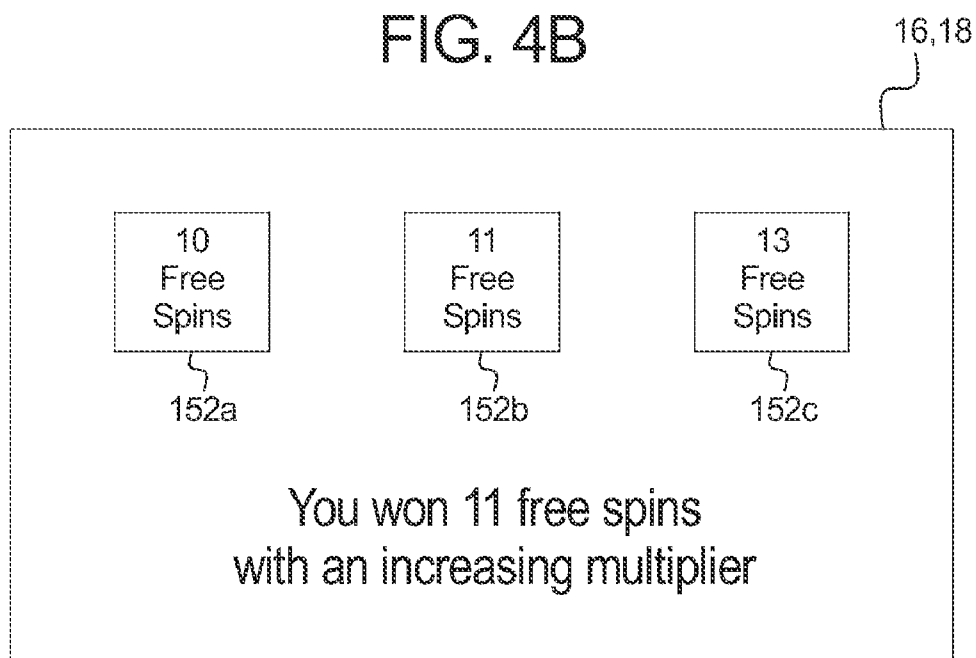 FIG. 4B
16,18
10
Free
Spins
11
Free
Spins
13
Free
Spins
152a
152b
152c
You won 11 free spins
with an increasing multiplier